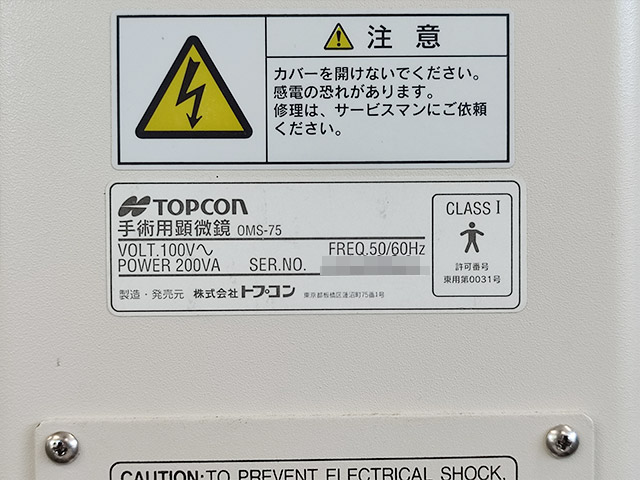 注意
カバーを開けないでください。
感電の恐れがあります。
修理は、サービスマンにご依頼
ください。
TOPCON
手術用顕微鏡 OMS-75
VOLT.100V～ FREQ.50/60Hz
POWER 200VA SER.NO.
製造・発売元 株式会社トプコン 東京都板橋区蓮沼町75番1号
CLASS I
許可番号
東用第0031号
CAUTION:TO PREVENT ELECTRICAL SHOCK,